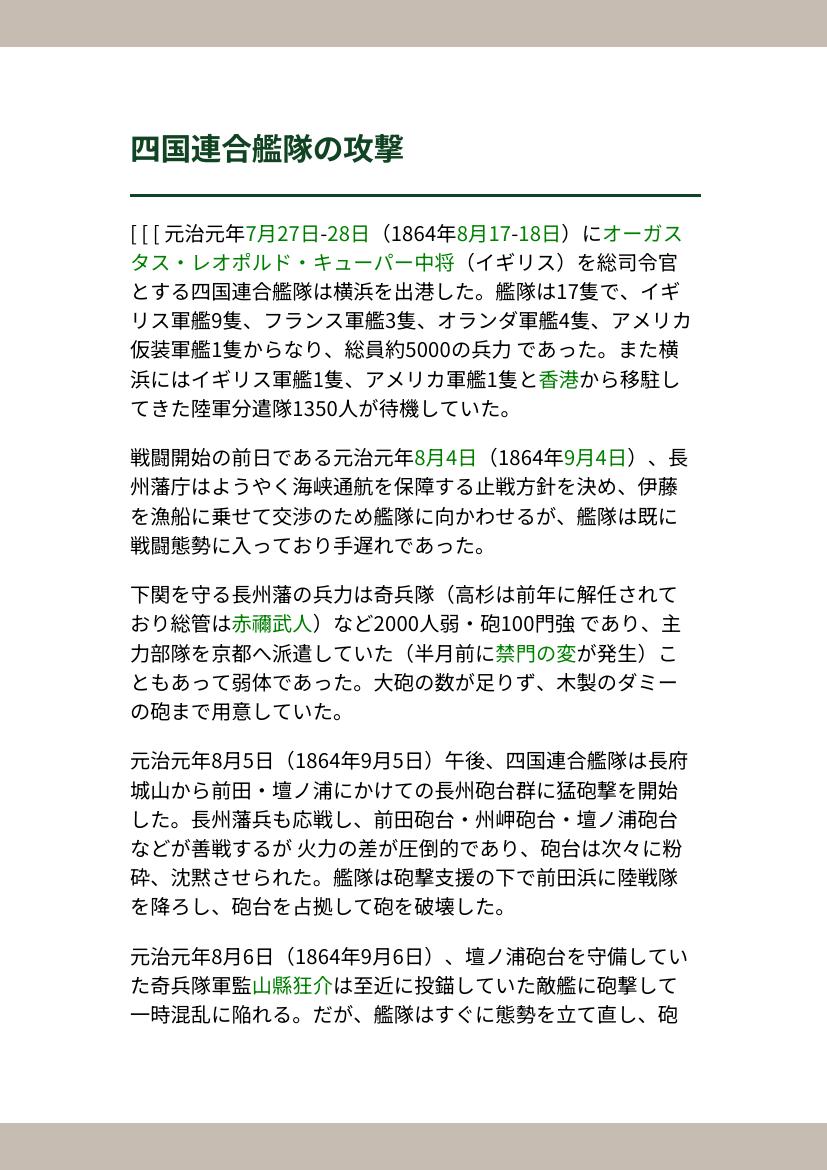 四国連合艦隊の攻撃
[ [ [ 元治元年7月27日-28日（1864年8月17-18日）にオーガス
タス・レオポルド・キューパー中将（イギリス）を総司令官
とする四国連合艦隊は横浜を出港した。艦隊は17隻で、イギ
リス軍艦9隻、フランス軍艦3隻、オランダ軍艦4隻、アメリカ
仮装軍艦1隻からなり、総員約5000の兵力 であった。また横
浜にはイギリス軍艦1隻、アメリカ軍艦1隻と香港から移駐し
てきた陸軍分遣隊1350人が待機していた。
戦闘開始の前日である元治元年8月4日（1864年9月4日）、長
州藩庁はようやく海峡通航を保障する止戦方針を決め、伊藤
を漁船に乗せて交渉のため艦隊に向かわせるが、艦隊は既に
戦闘態勢に入っており手遅れであった。
下関を守る長州藩の兵力は奇兵隊（高杉は前年に解任されて
おり総管は赤禰武人）など2000人弱・砲100門強 であり、主
力部隊を京都へ派遣していた（半月前に禁門の変が発生）こ
ともあって弱体であった。大砲の数が足りず、木製のダミー
の砲まで用意していた。
元治元年8月5日（1864年9月5日）午後、四国連合艦隊は長府
城山から前田・壇ノ浦にかけての長州砲台群に猛砲撃を開始
した。長州藩兵も応戦し、前田砲台・州岬砲台・壇ノ浦砲台
などが善戦するが 火力の差が圧倒的であり、砲台は次々に粉
砕、沈黙させられた。艦隊は砲撃支援の下で前田浜に陸戦隊
を降ろし、砲台を占拠して砲を破壊した。
元治元年8月6日（1864年9月6日）、壇ノ浦砲台を守備してい
た奇兵隊軍監山縣狂介は至近に投錨していた敵艦に砲撃して
一時混乱に陥れる。だが、艦隊はすぐに態勢を立て直し、砲